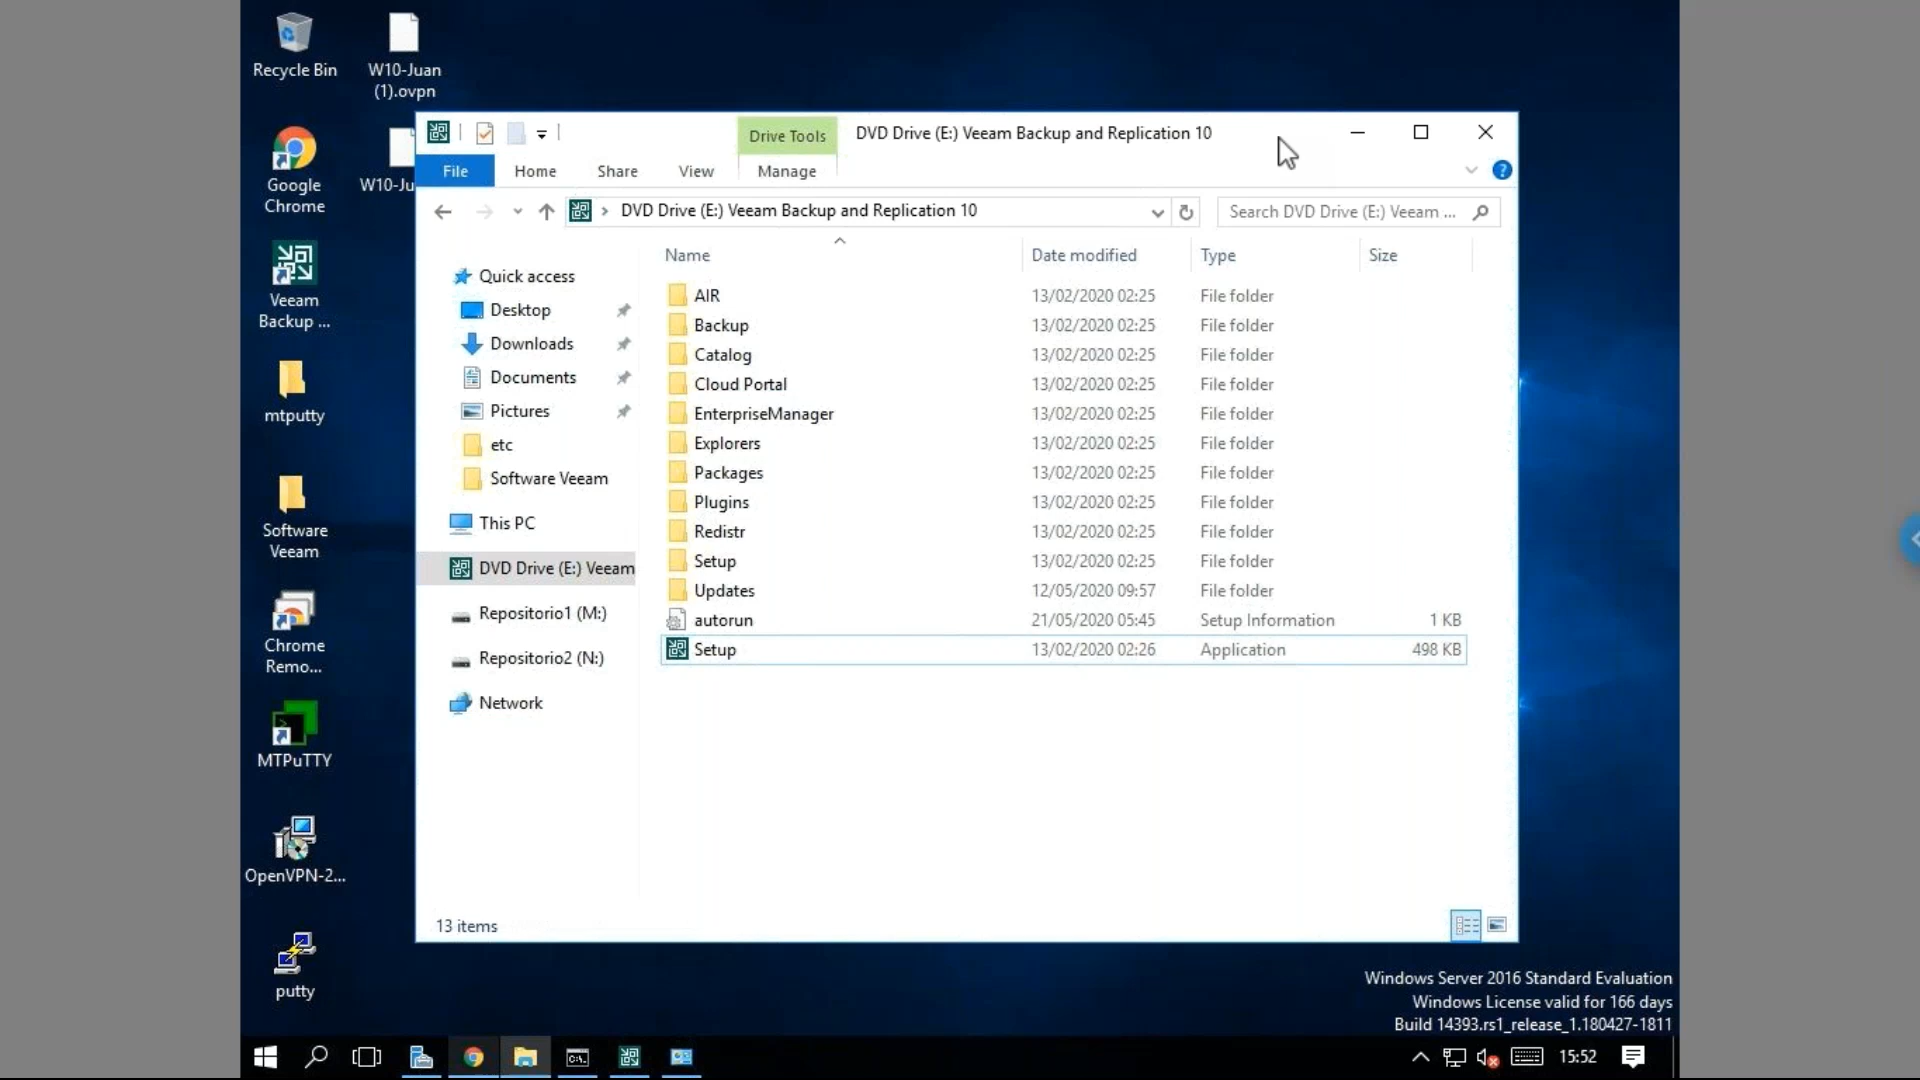 Recycle Bin
W10-Juan
(1).ovpn
Google
Chrome
W10-Ju
Veeam
Backup ...
mtputty
Software
Veeam
Chrome
Remo...
MTPuTTY
OpenVPN-2...
putty
Drive Tools
DVD Drive (E:) Veeam Backup and Replication 10
File
Home
Share
View
Manage
DVD Drive (E:) Veeam Backup and Replication 10
Search DVD Drive (E:) Veeam ...
Quick access
Desktop
Downloads
Documents
Pictures
etc
Software Veeam
This PC
DVD Drive (E:) Veeam
Repositorio1 (M:)
Repositorio2 (N:)
Network
Name Date modified Type Size
AIR 13/02/2020 02:25 File folder
Backup 13/02/2020 02:25 File folder
Catalog 13/02/2020 02:25 File folder
Cloud Portal 13/02/2020 02:25 File folder
EnterpriseManager 13/02/2020 02:25 File folder
Explorers 13/02/2020 02:25 File folder
Packages 13/02/2020 02:25 File folder
Plugins 13/02/2020 02:25 File folder
Redistr 13/02/2020 02:25 File folder
Setup 13/02/2020 02:25 File folder
Updates 12/05/2020 09:57 File folder
autorun 21/05/2020 05:45 Setup Information 1 KB
Setup 13/02/2020 02:26 Application 498 KB
13 items
Windows Server 2016 Standard Evaluation
Windows License valid for 166 days
Build 14393.rs1_release_1.180427-1811
15:52